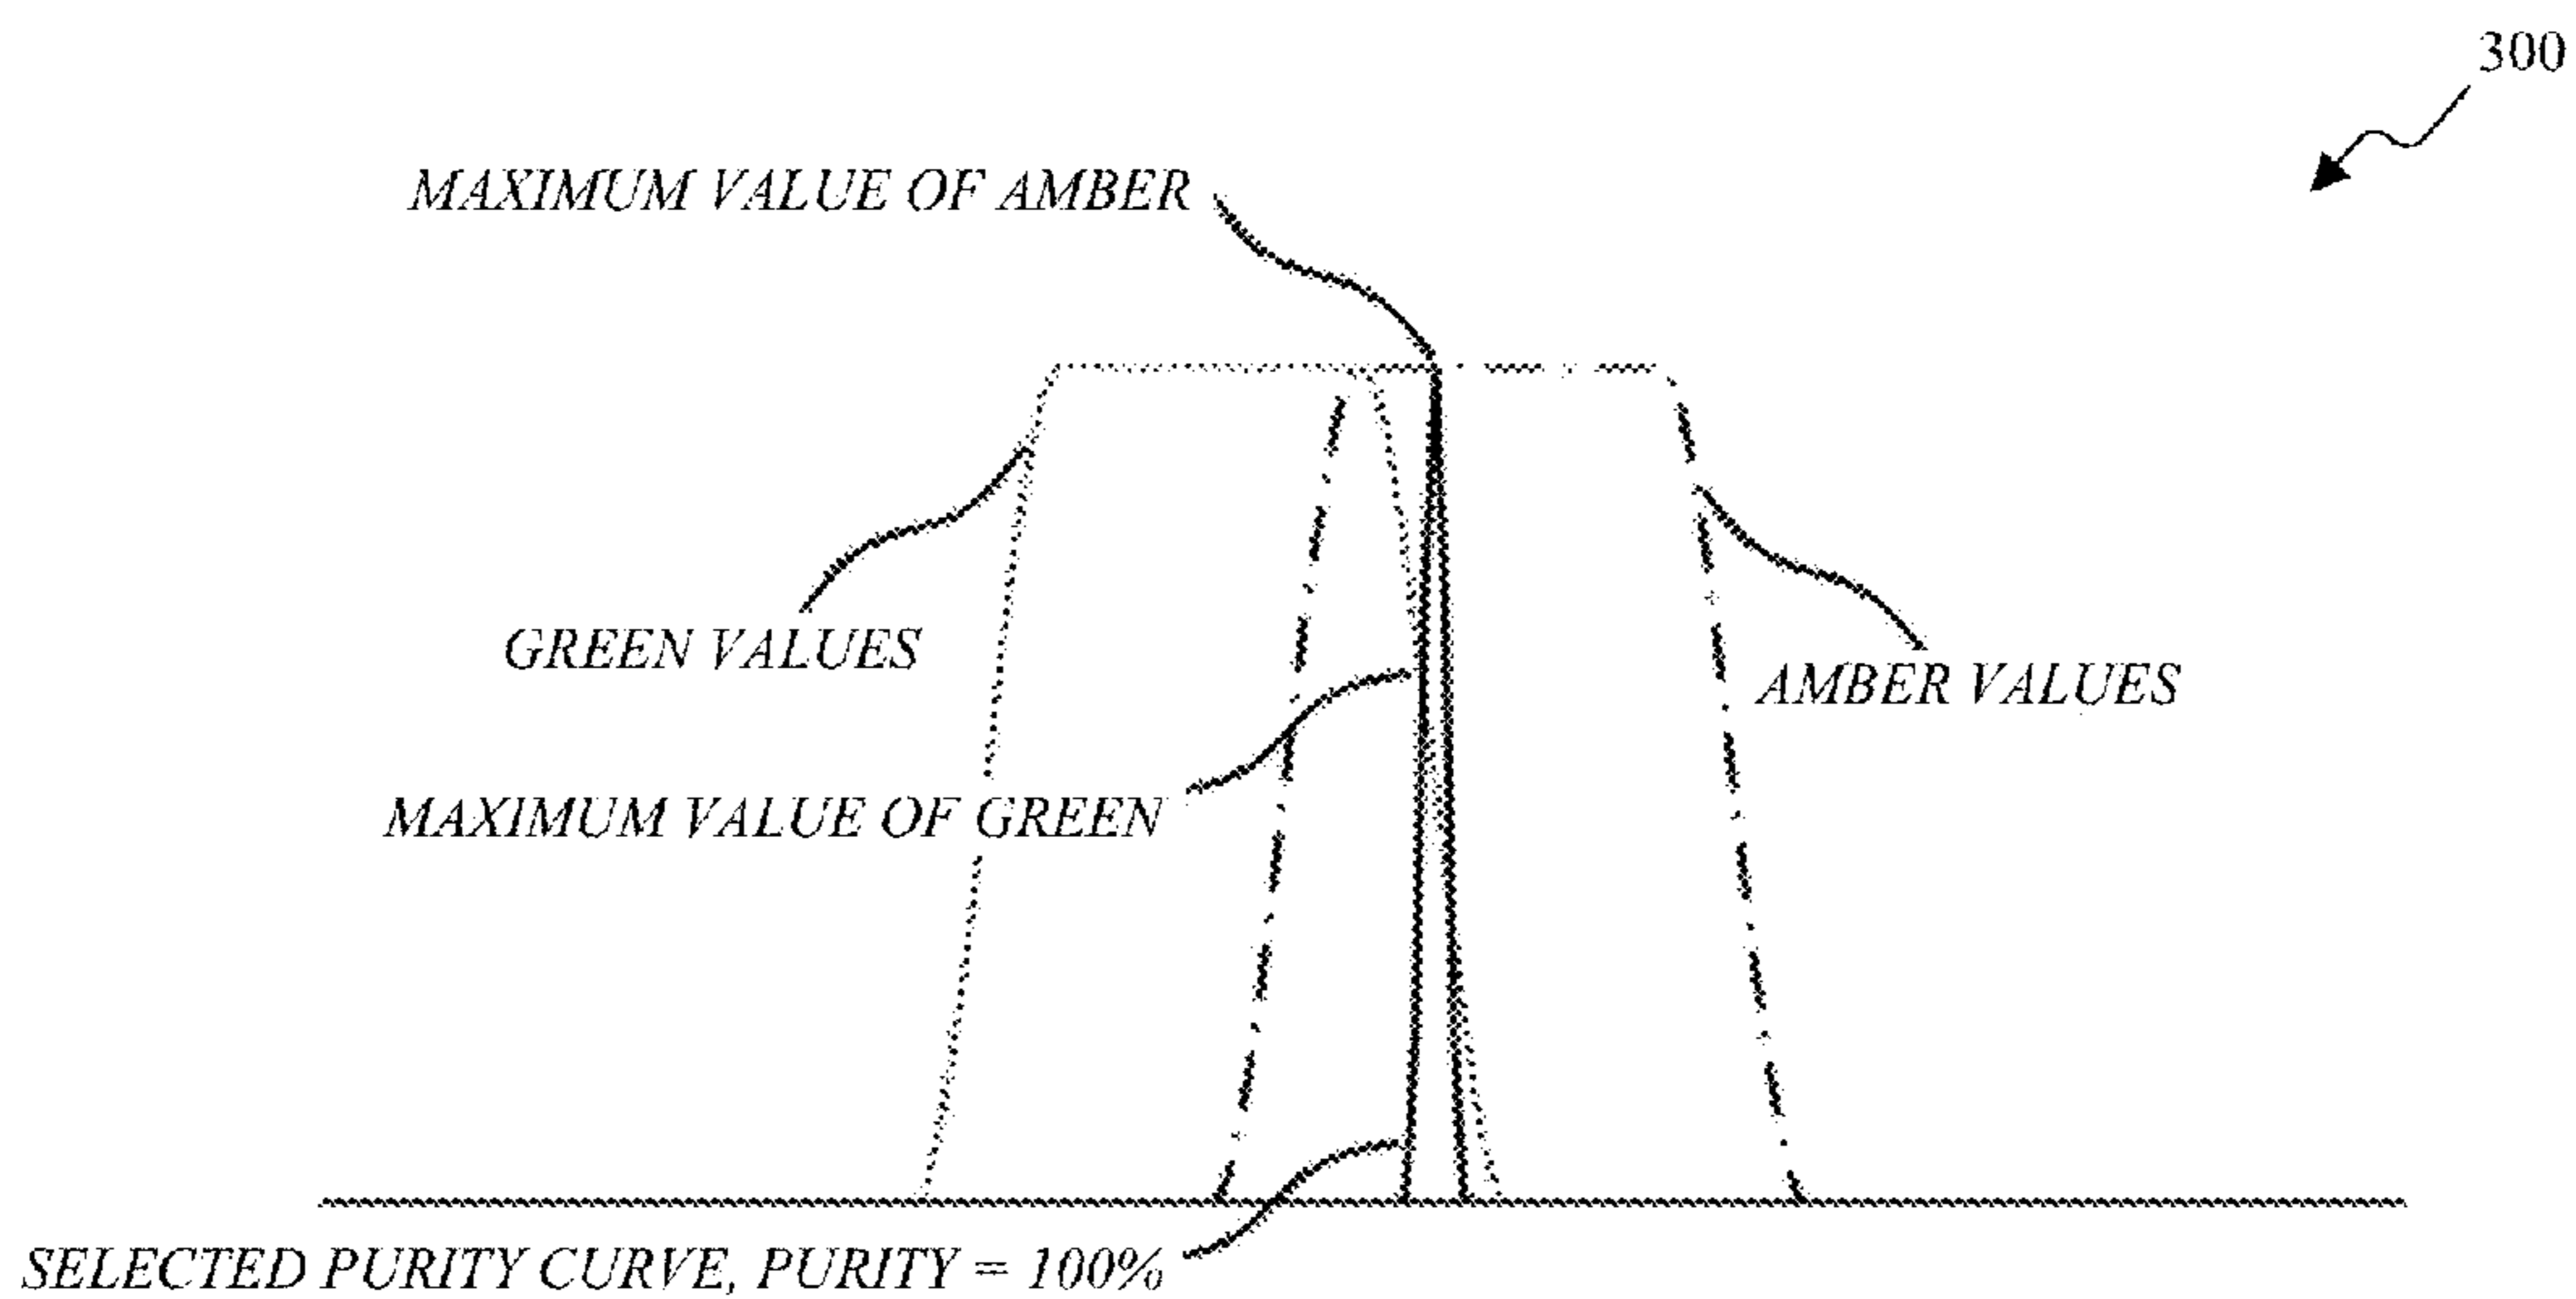 300
MAXIMUM VALUE OF AMBER
GREEN VALUES
AMBER VALUES
MAXIMUM VALUE OF GREEN
SELECTED PURITY CURVE, PURITY = 100%